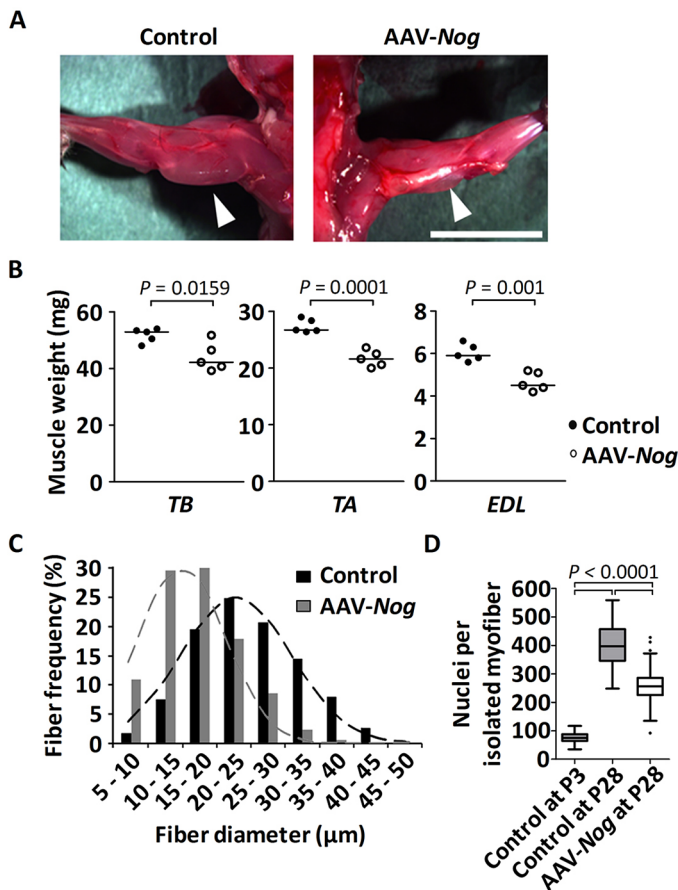 A
Control
AAV-Nog
B
P = 0.0159
P = 0.0001
P = 0.001
Muscle weight (mg)
60
40
20
0
30
20
10
0
8
6
4
2
0
TB
TA
EDL
Control
AAV-Nog
C
Fiber frequency (%)
30
25
20
15
10
5
0
Control
AAV-Nog
5 - 10
10 - 15
15 - 20
20 - 25
25 - 30
30 - 35
35 - 40
40 - 45
45 - 50
Fiber diameter (µm)
D
P < 0.0001
Nuclei per
isolated myofiber
600
500
400
300
200
100
0
Control at P3
Control at P28
AAV-Nog at P28